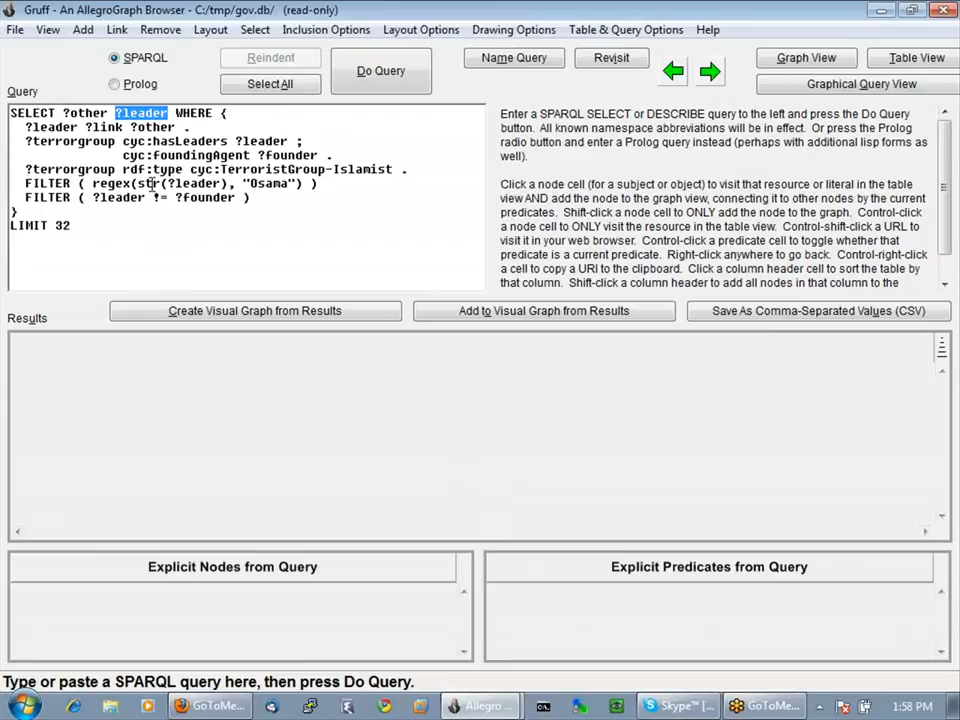 Gruff - An AllegroGraph Browser - C:/tmp/gov.db/   (read-only)
File View Add Link Remove Layout Select Inclusion Options Layout Options Drawing Options Table & Query Options Help
SPARQL
Reindent
Do Query
Name Query
Revisit
Graph View
Table View
Query
Prolog
Select All
Graphical Query View
SELECT ?other ?leader WHERE {
?leader ?link ?other .
?terrorgroup cyc:hasLeaders ?leader ;
cyc:foundingAgent ?founder .
?terrorgroup rdf:type cyc:TerroristGroup-Islamist .
FILTER ( regex(str(?leader), "Osama") )
FILTER ( ?leader != ?founder )
}
LIMIT 32
Enter a SPARQL SELECT or DESCRIBE query to the left and press the Do Query
button. All known namespace abbreviations will be in effect. Or press the Prolog
radio button and enter a Prolog query instead (perhaps with additional lisp forms as
well).
Click a node cell (for a subject or object) to visit that resource or literal in the table
view AND add the node to the graph view, connecting it to other nodes by the current
predicates. Shift-click a node cell to ONLY add the node to the graph. Control-click
a node cell to ONLY visit the resource in the table view. Control-shift-click a URL to
visit it in your web browser. Control-click a predicate cell to toggle whether that
predicate is a current predicate. Right-click anywhere to go back. Control-right-click
a cell to copy a URI to the clipboard. Click a column header cell to sort the table by
that column. Shift-click a column header to add all nodes in that column to the
Results
Create Visual Graph from Results
Add to Visual Graph from Results
Save As Comma-Separated Values (CSV)
Explicit Nodes from Query
Explicit Predicates from Query
Type or paste a SPARQL query here, then press Do Query.
GoToMe...
Allegro ...
Skype™ [...
GoToMe...
1:58 PM